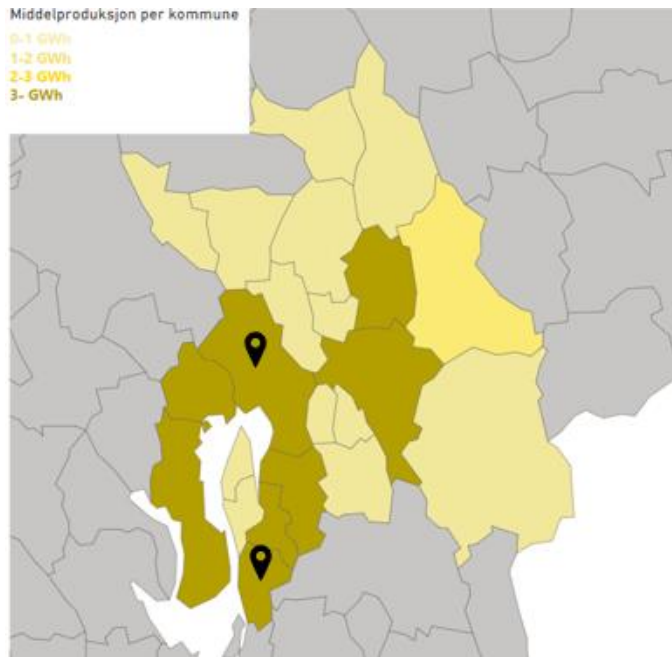 Middelproduksjon per kommune
0-1 GWh
1-2 GWh
2-3 GWh
3- GWh